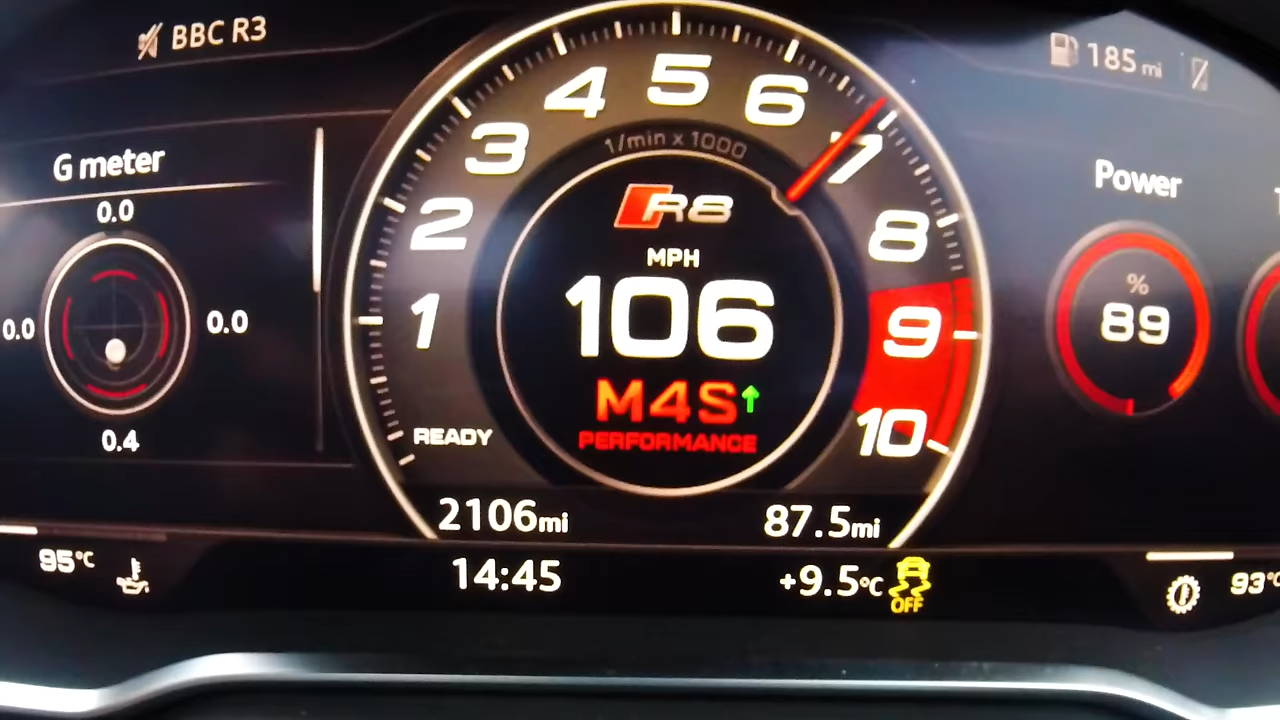 BBC R3
185 mi
G meter
0.0
0.0
0.0
0.4
1
2
3
4
5
6
7
8
9
10
1/min x 1000
R8
MPH
106
M4S
PERFORMANCE
READY
Power
%
89
2106mi
87.5mi
95°C
14:45
+9.5°C
OFF
93°C